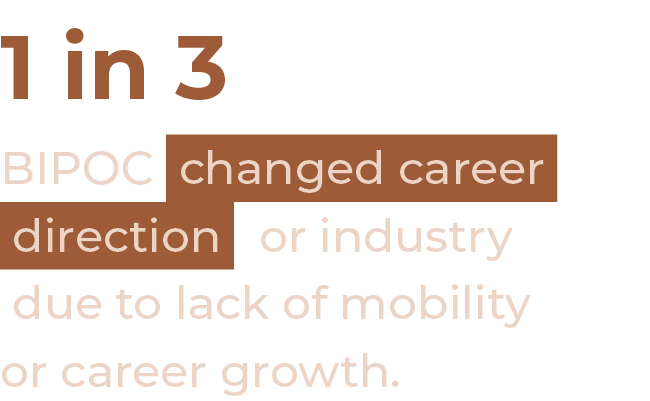 1 in 3
BIPOC changed career
direction or industry
due to lack of mobility
or career growth.